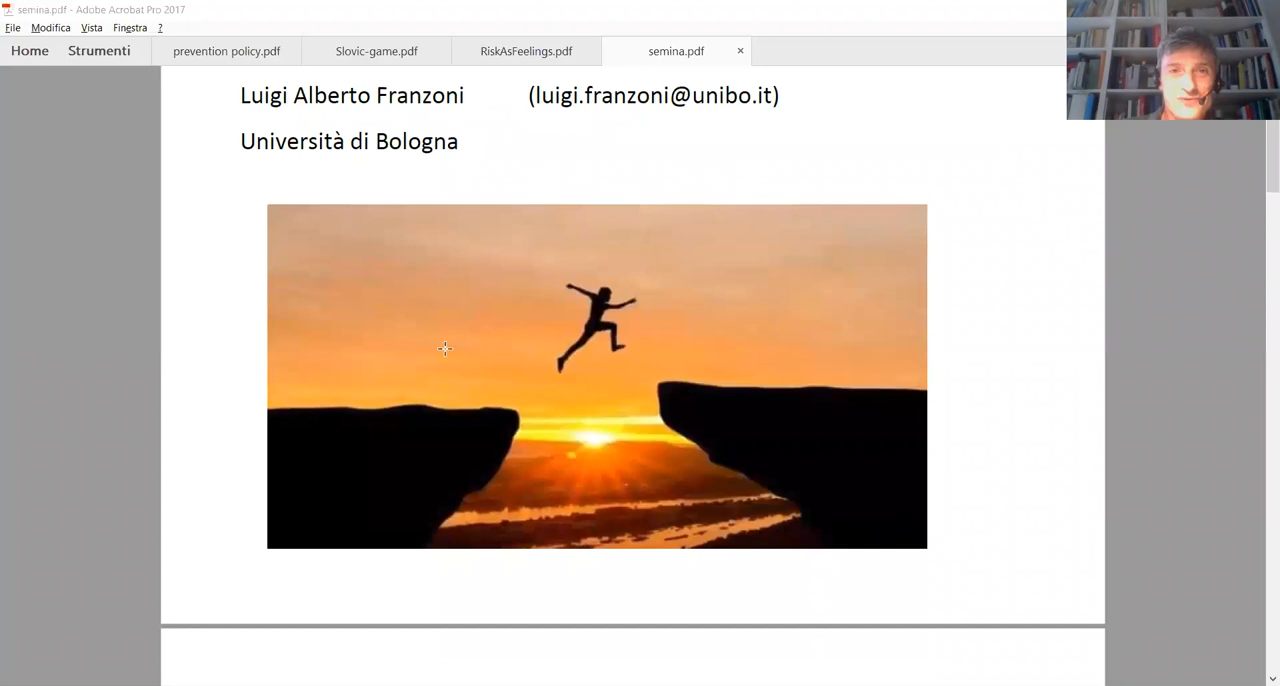 semina.pdf - Adobe Acrobat Pro 2017
File Modifica Vista Finestra ?
Home Strumenti prevention policy.pdf Slovic-game.pdf RiskAsFeelings.pdf semina.pdf ×
Luigi Alberto Franzoni (luigi.franzoni@unibo.it)
Università di Bologna